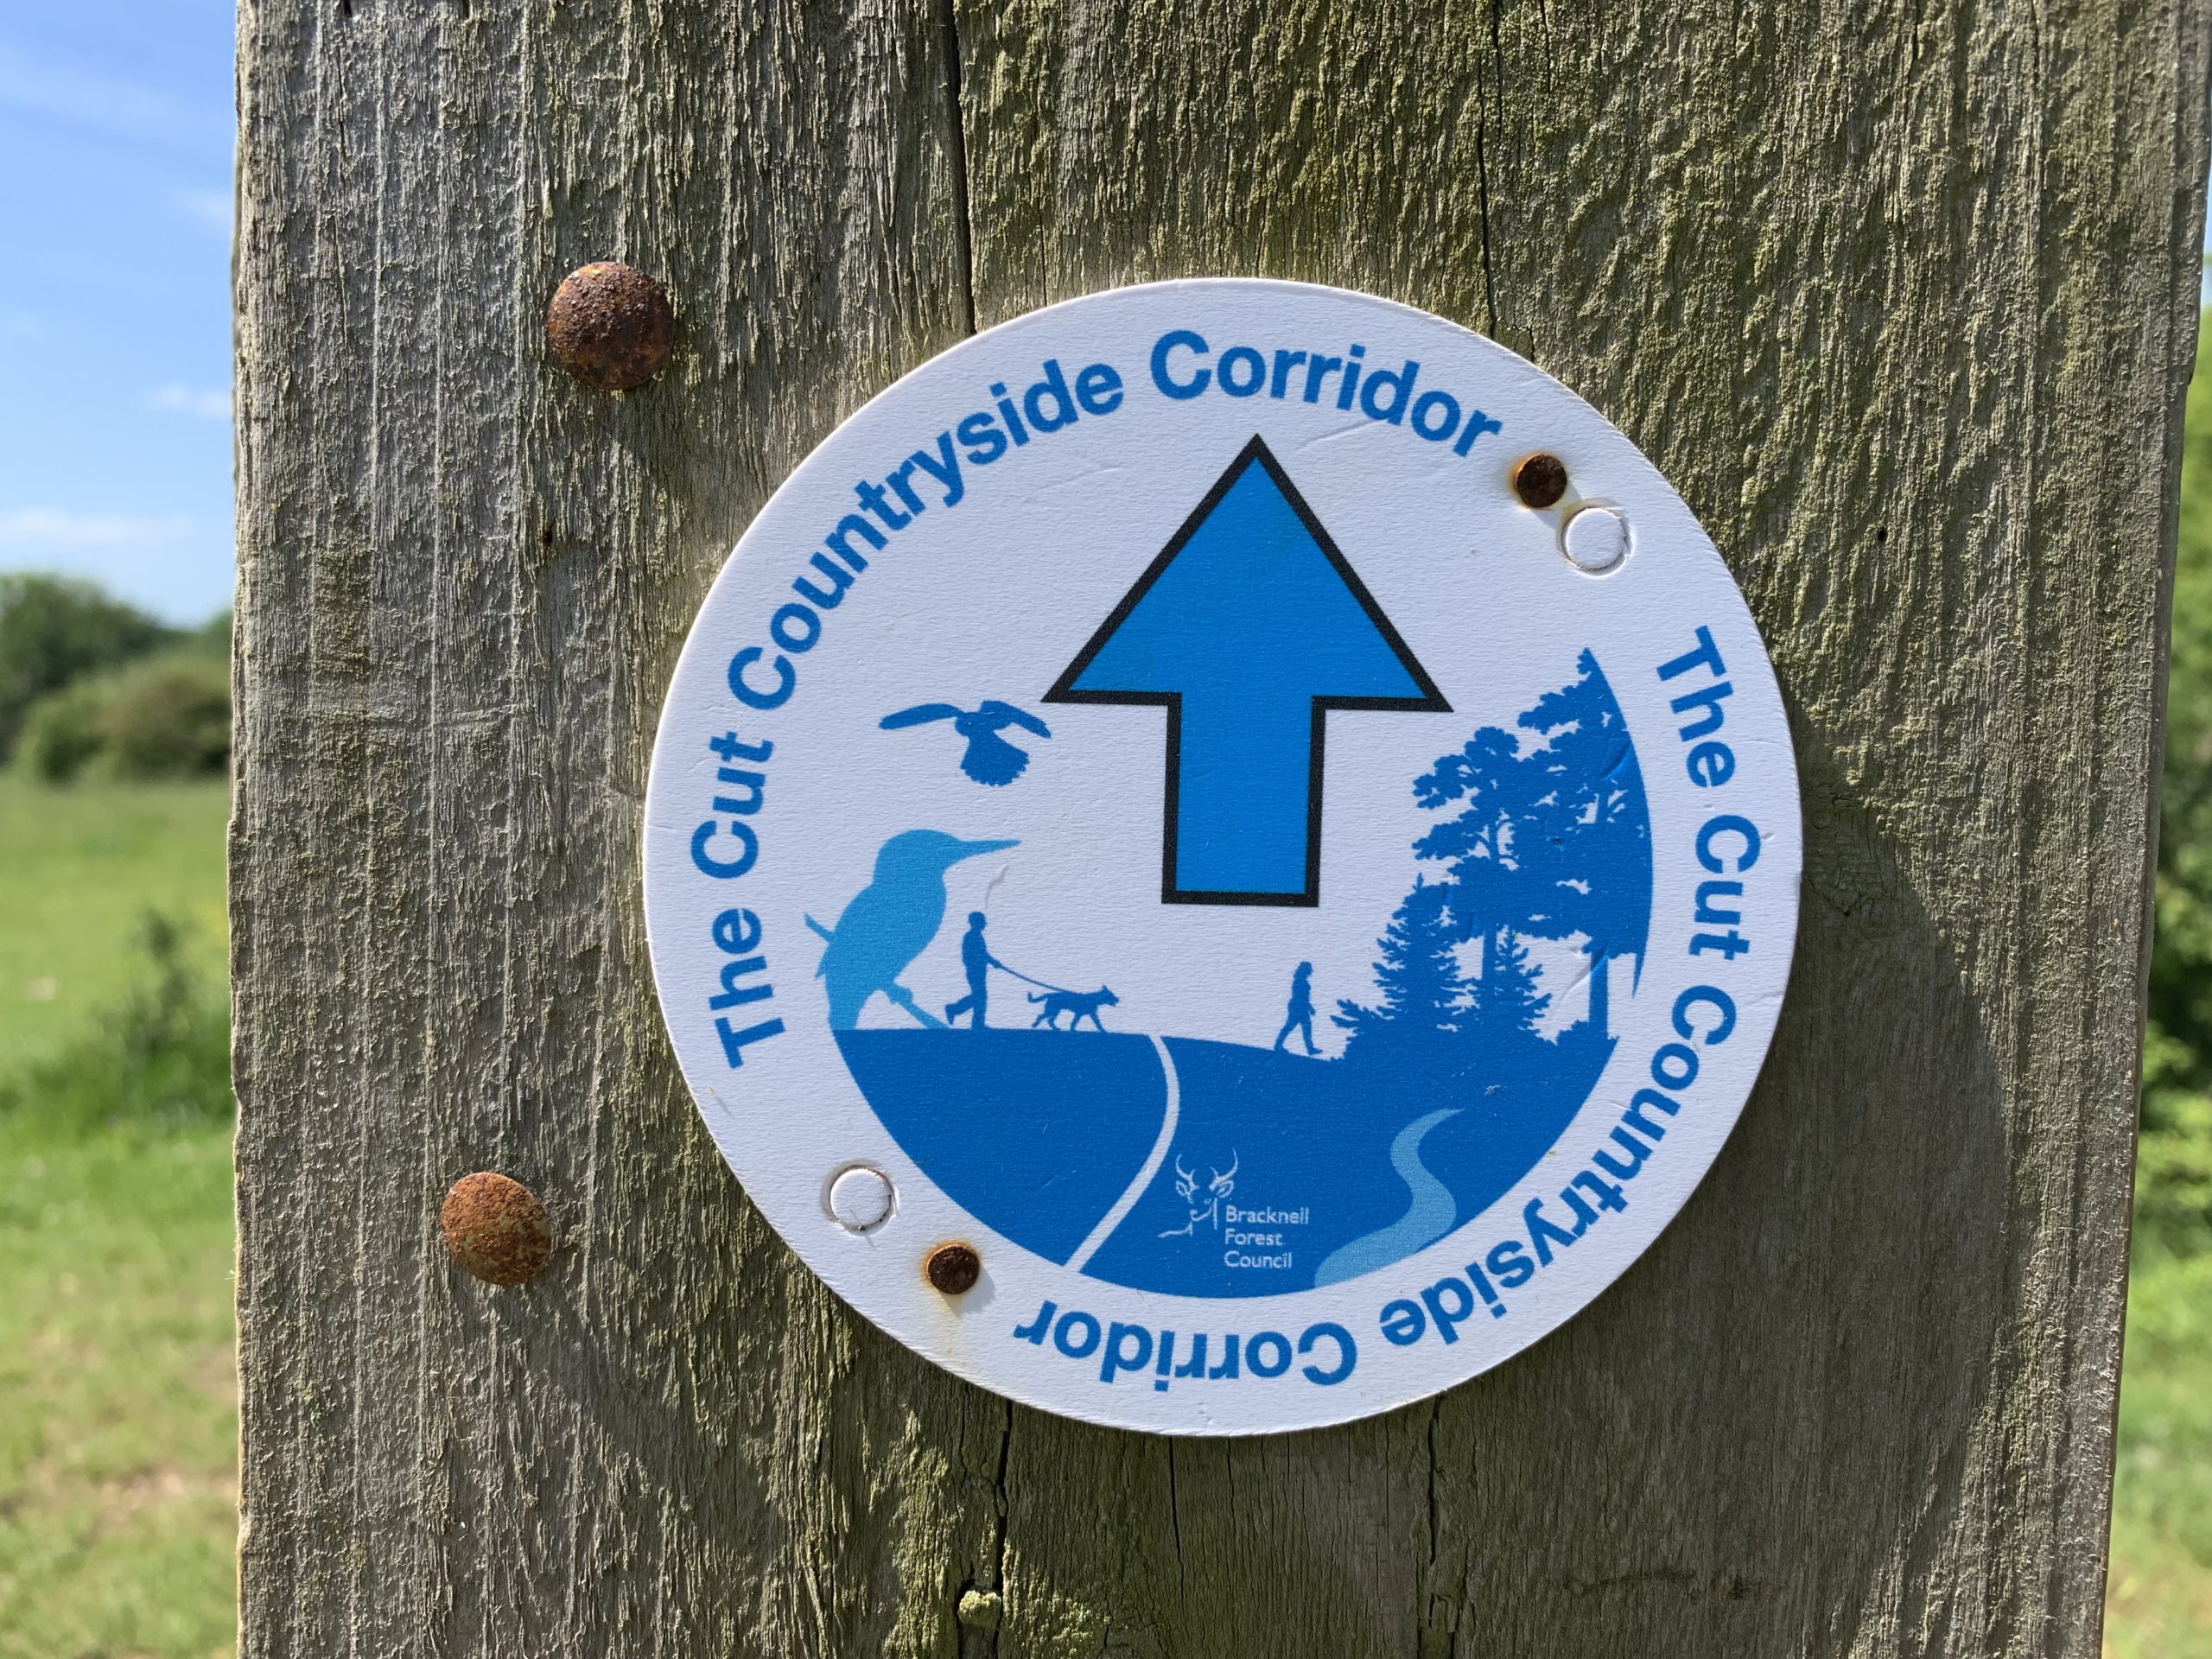 The Cut Countryside Corridor
The Cut Countryside Corridor
Bracknell
Forest
Council